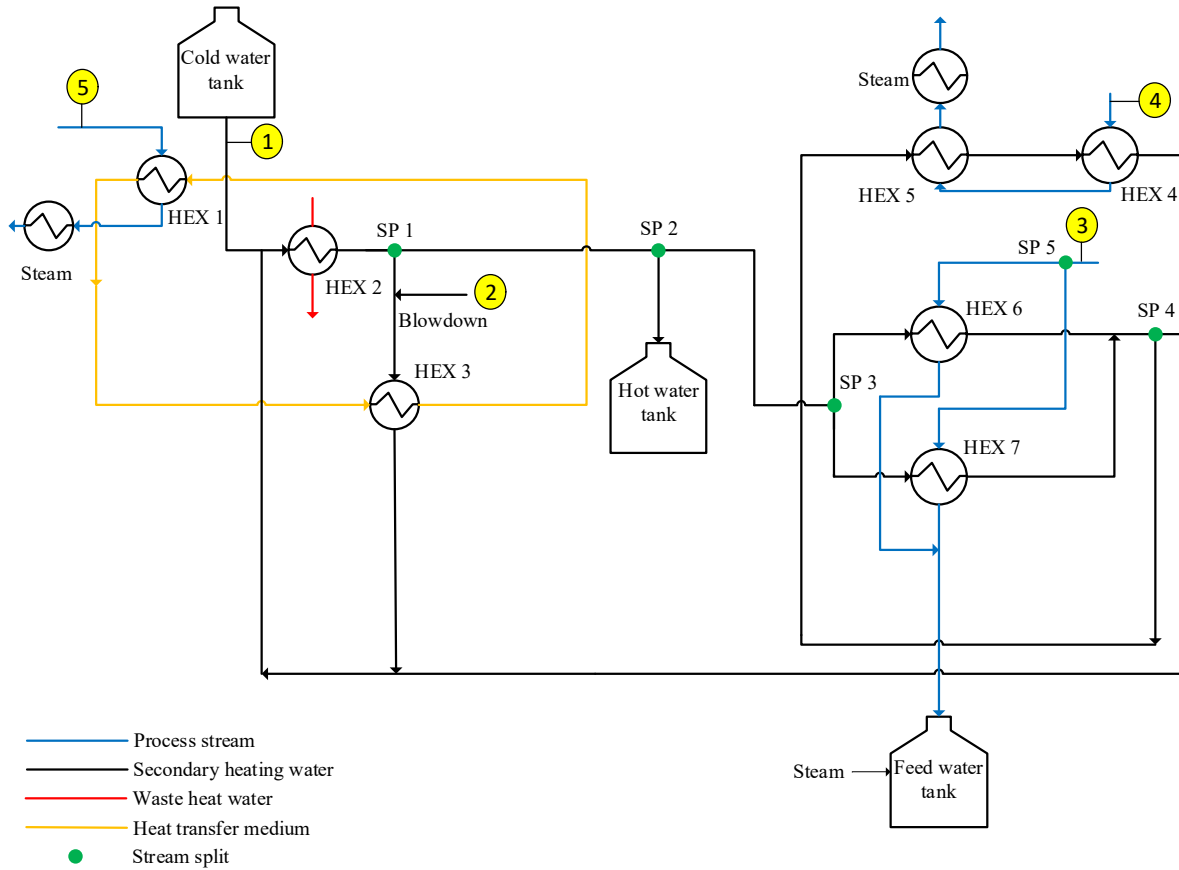 Cold water
tank
5
1
Steam
4
HEX 5
HEX 4
HEX 1
SP 1
SP 2
SP 5
3
Steam
HEX 2
2
Blowdown
HEX 6
SP 4
HEX 3
Hot water
tank
SP 3
HEX 7
Process stream
Secondary heating water
Waste heat water
Heat transfer medium
Stream split
Steam
Feed water
tank